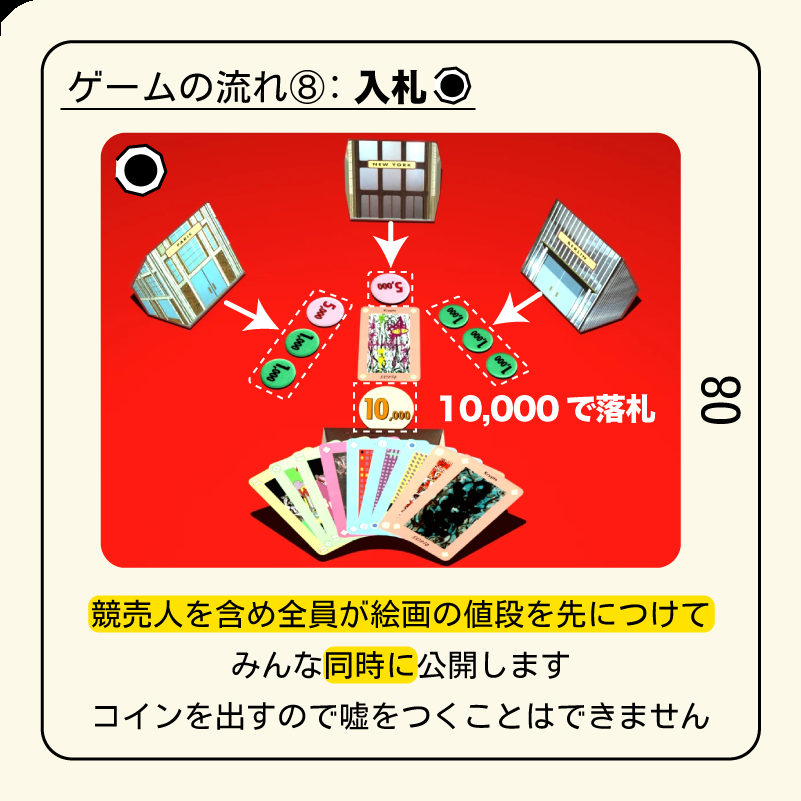 ゲームの流れ⑧：入札
NEW YORK
PARIS
BERLIN
5,000
5,000
1,000
1,000
1,000
1,000
1,000
10,000
10,000 で落札
Krypto
CRYPTO
08
競売人を含め全員が絵画の値段を先につけて
みんな同時に公開します
コインを出すので嘘をつくことはできません